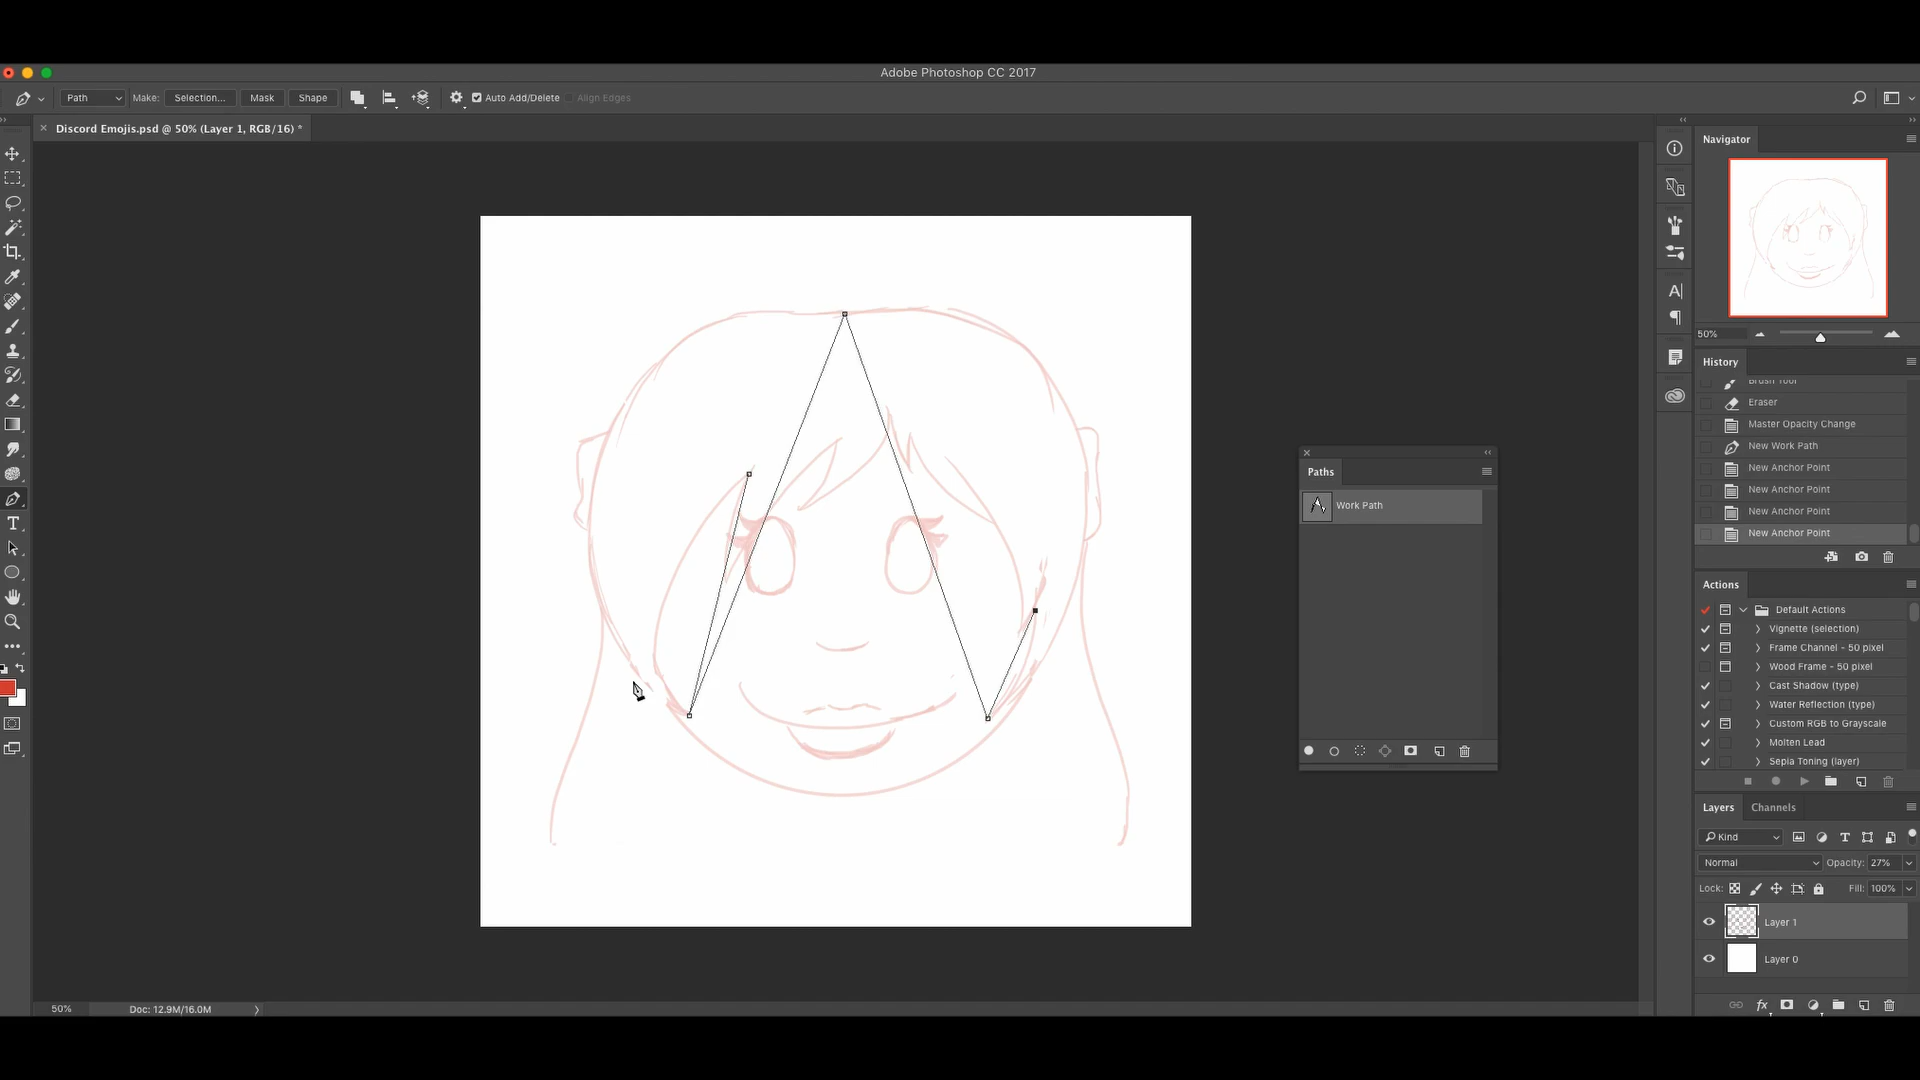 Adobe Photoshop CC 2017
Path Make: Selection... Mask Shape Auto Add/Delete Align Edges
Discord Emojis.psd @ 50% (Layer 1, RGB/16) *
Navigator
50%
History
Brush Tool
Eraser
Master Opacity Change
New Work Path
New Anchor Point
New Anchor Point
New Anchor Point
New Anchor Point
Paths
Work Path
Actions
Default Actions
Vignette (selection)
Frame Channel - 50 pixel
Wood Frame - 50 pixel
Cast Shadow (type)
Water Reflection (type)
Custom RGB to Grayscale
Molten Lead
Sepia Toning (layer)
Layers Channels
Kind
Normal Opacity: 27%
Lock: Fill: 100%
Layer 1
Layer 0
50% Doc: 12.9M/16.0M